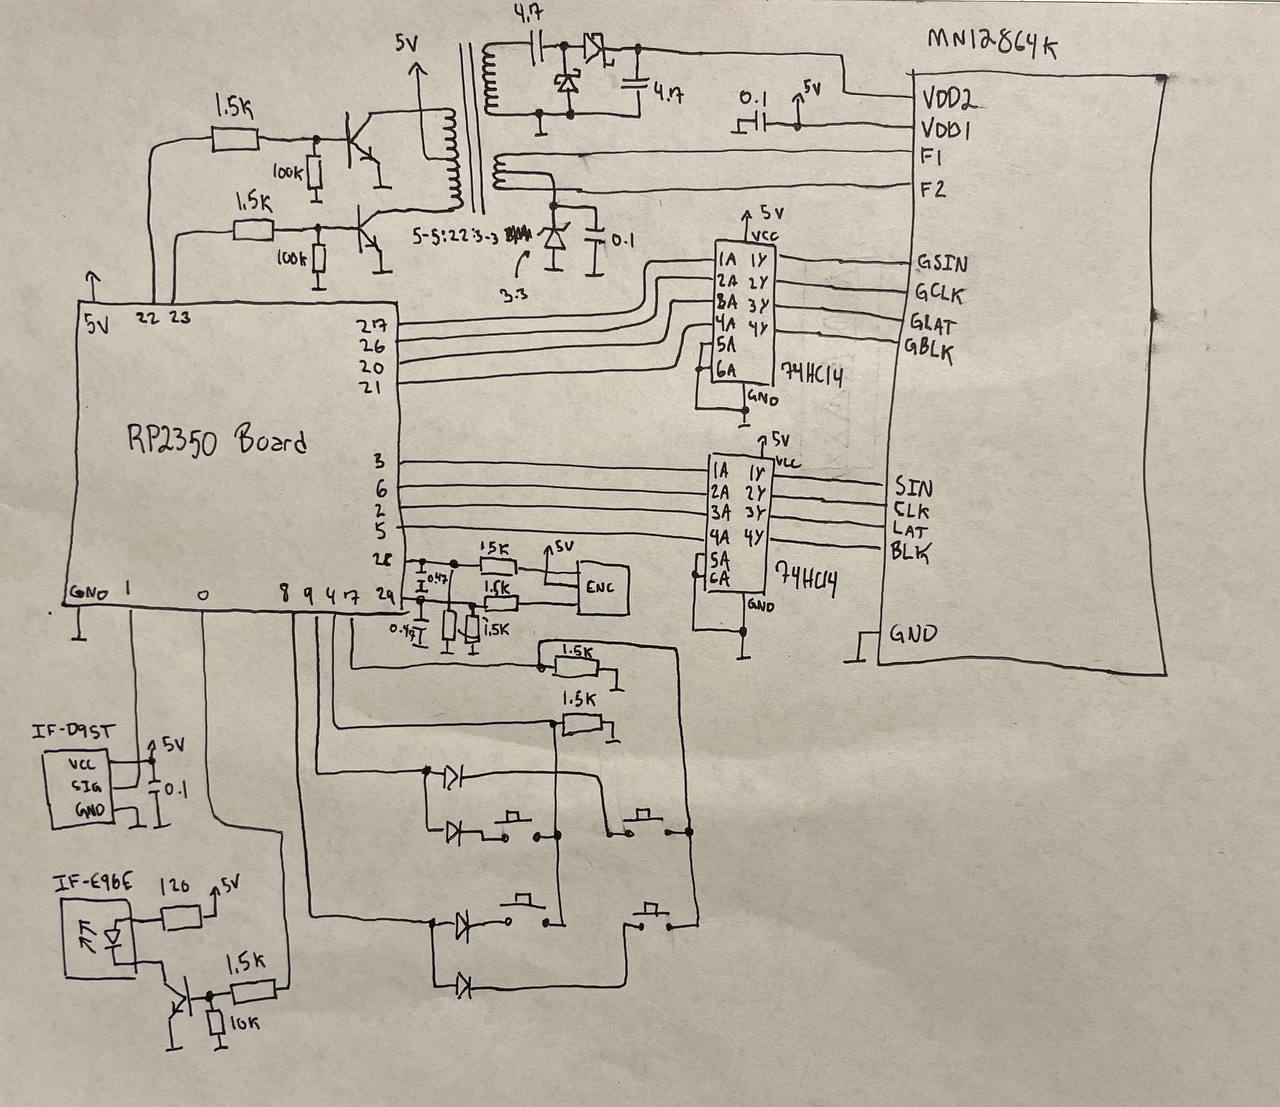 MN12864K
4.7
5V
4.7
0.1
5V
VDD2
VDD1
F1
F2
1.5K
100K
1.5K
100K
5-5:22:3-3
0.1
3.3
5V
VCC
1A 1Y
2A 2Y
3A 3Y
4A 4Y
5A
6A
GND
74HC14
GSIN
GCLK
GLAT
GBLK
5V
22 23
27
26
20
21
RP2350 Board
3
6
2
5
28
29
GND 1 0 8 9 4 7
5V
VCC
1A 1Y
2A 2Y
3A 3Y
4A 4Y
5A
6A
GND
74HC14
SIN
CLK
LAT
BLK
GND
0.47
1.5K
5V
ENC
1.5K
0.47
1.5K
1.5K
1.5K
IF-D95T
VCC
SIG
GND
5V
0.1
IF-E96E
120
5V
1.5K
10K